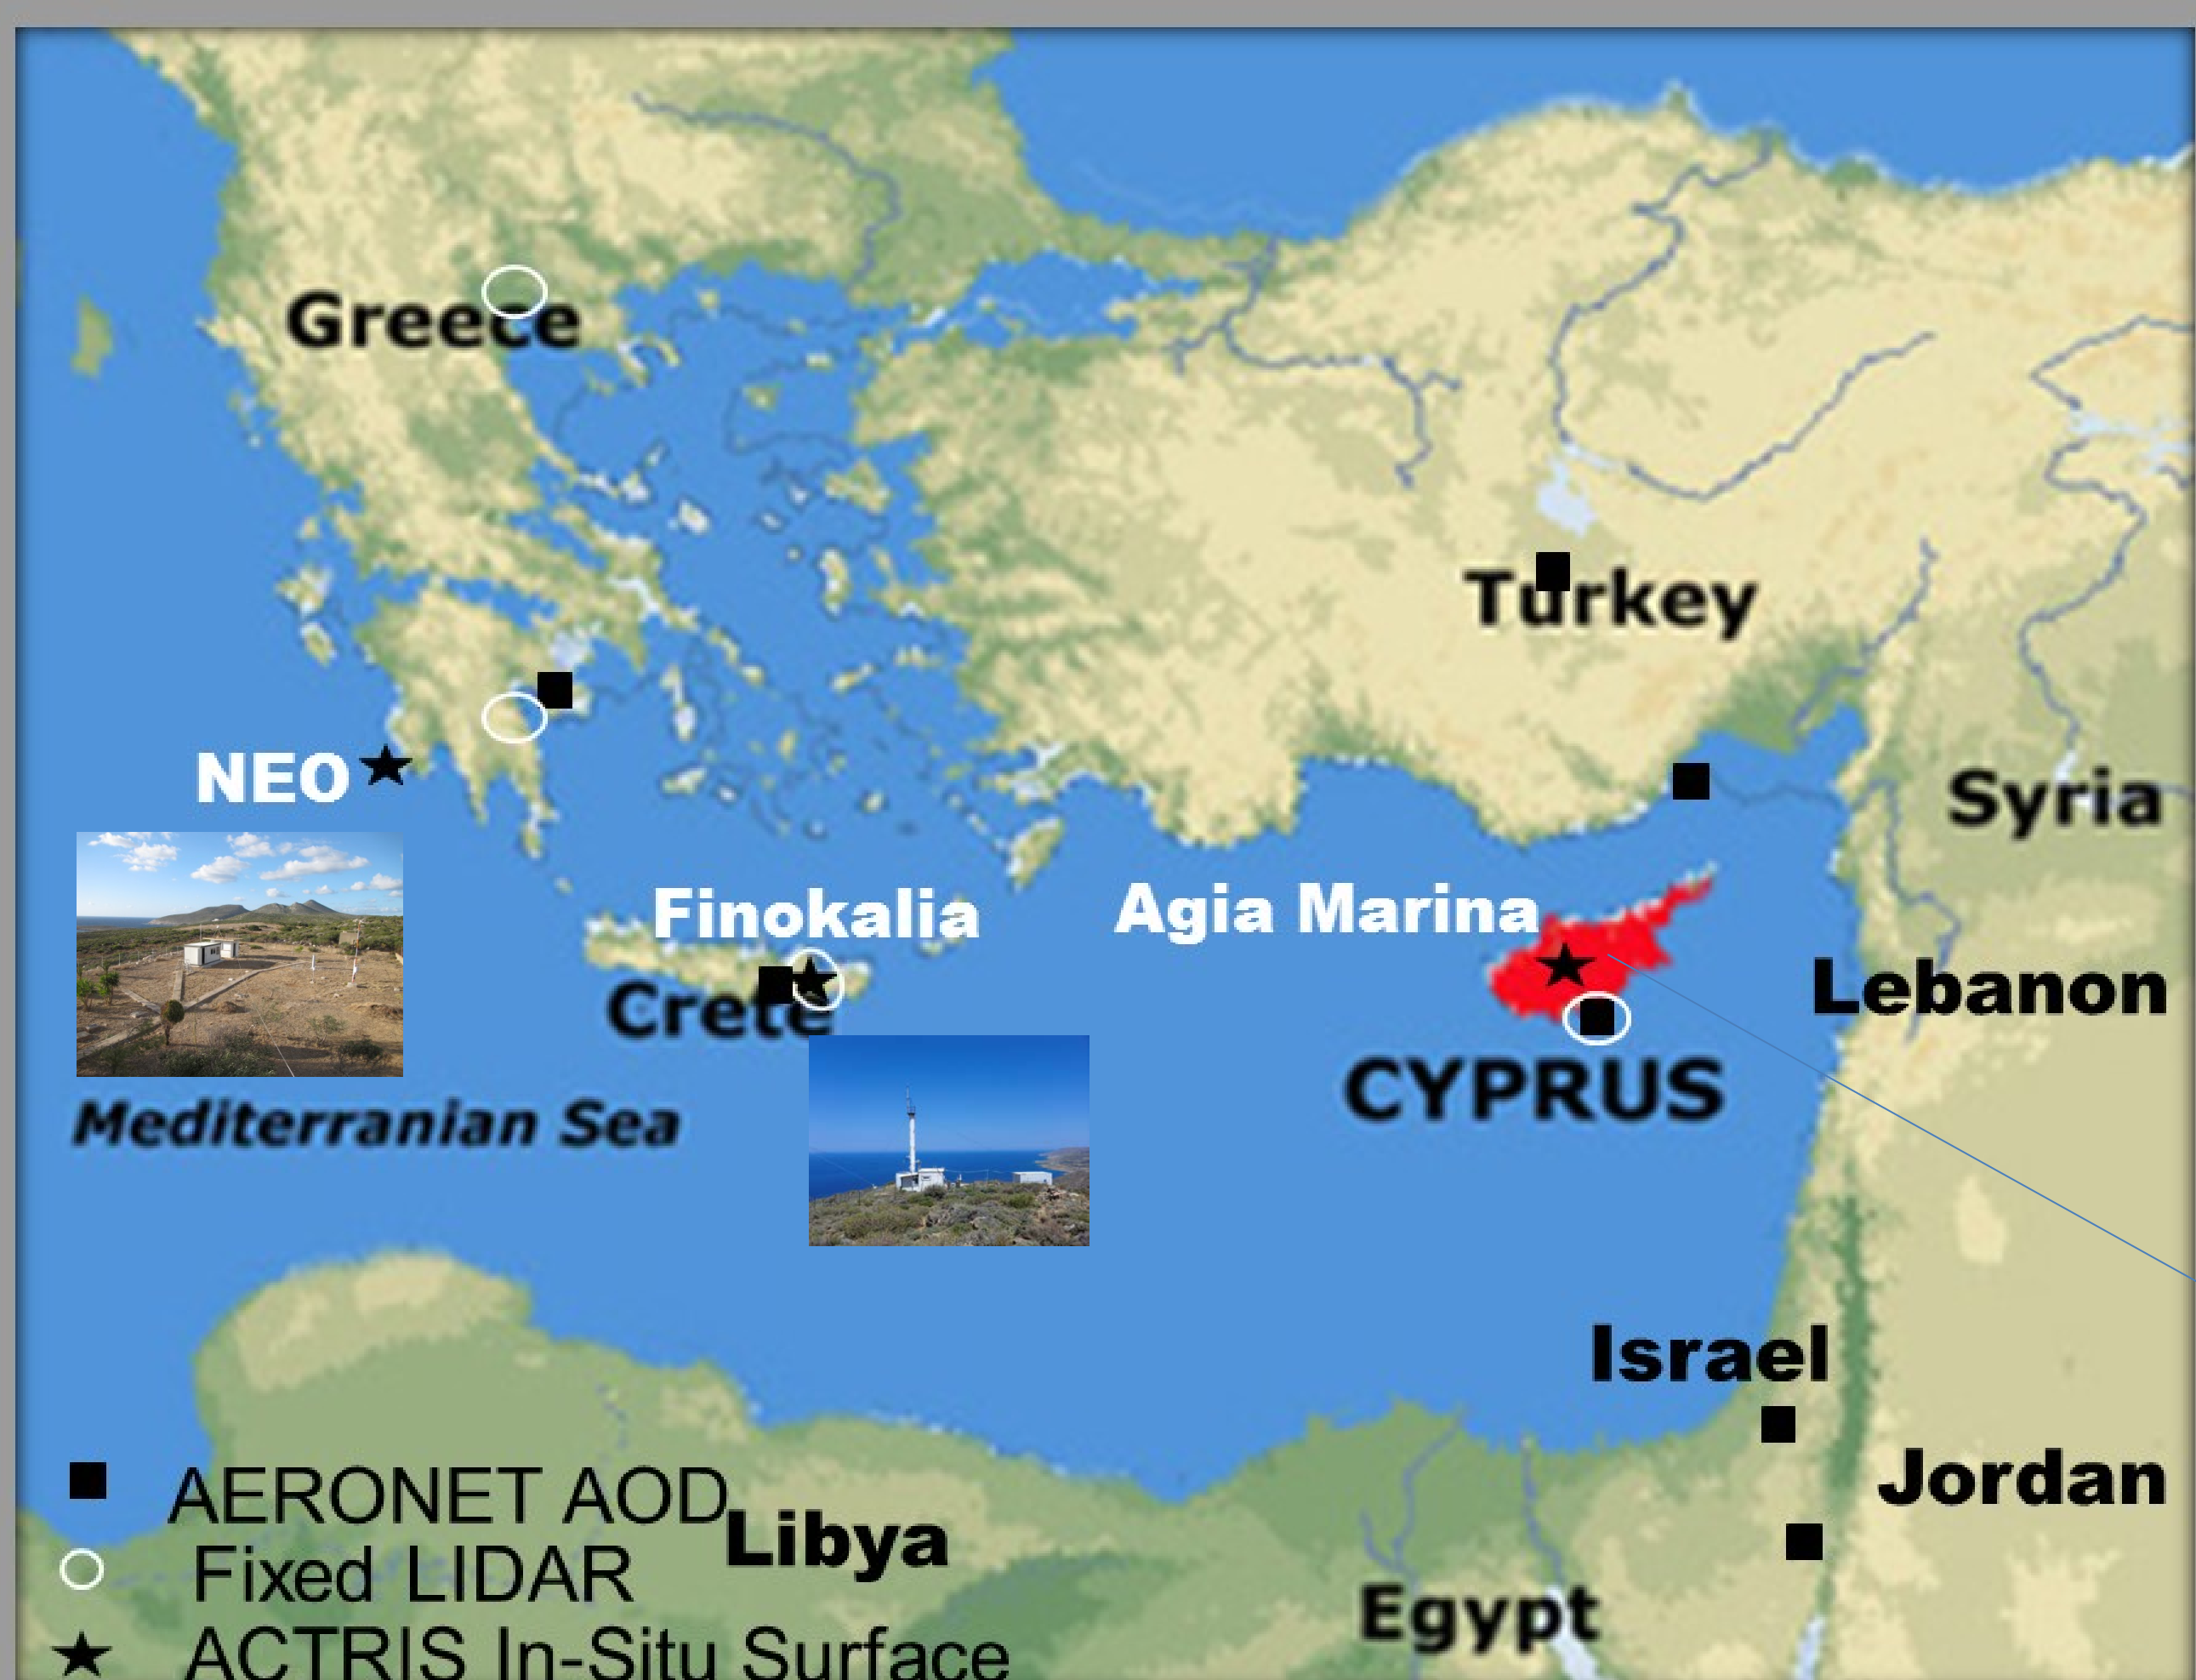 Greece
Turkey
NEO
Syria
Finokalia
Agia Marina
Lebanon
Crete
CYPRUS
Mediterranian Sea
Israel
Jordan
AERONET AOD
Libya
Fixed LIDAR
Egypt
ACTRIS In-Situ Surface